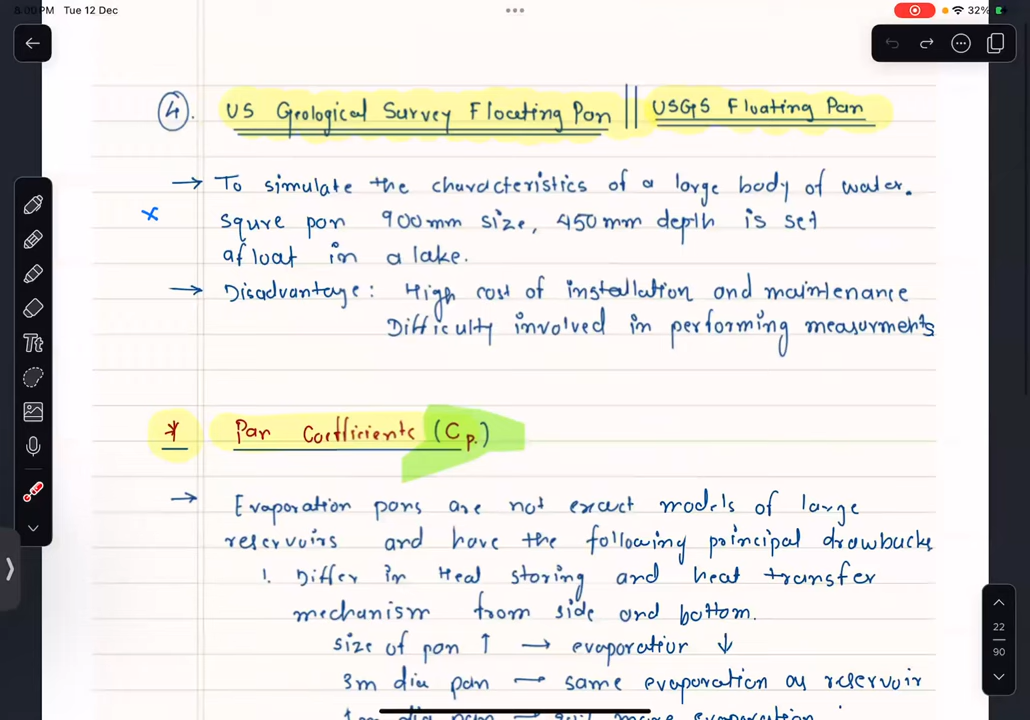 8:00 PM Tue 12 Dec
32%
4. US Geological Survey Floating Pan || USGS Floating Pan
→ To simulate the characteristics of a large body of water.
squre pan 900mm size, 450mm depth is set
afloat in a lake.
→ Disadvantage: High cost of installation and maintenance
Difficulty involved in performing measurments
Tt
* Pan Coefficients (Cp.)
→ Evaporation pans are not exact models of large
reservoirs and have the following principal drawbacks
1. Differ in Heat storing and heat transfer
mechanism from side and bottom.
size of pan ↑ → evaporation ↓
3m dia pan → same evaporation as reservoir
22
90